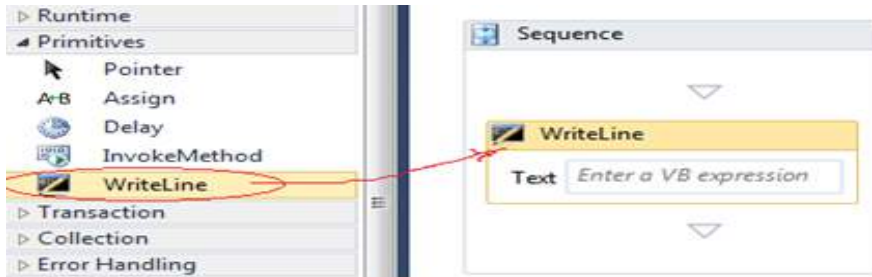 Runtime
Primitives
Pointer
A+B Assign
Delay
InvokeMethod
WriteLine
Transaction
Collection
Error Handling
Sequence
WriteLine
Text Enter a VB expression